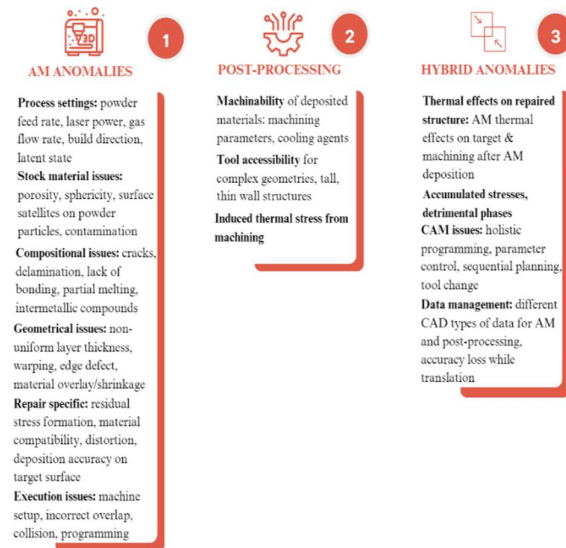 3D
1
AM ANOMALIES
Process settings: powder
feed rate, laser power, gas
flow rate, build direction,
latent state
Stock material issues:
porosity, sphericity, surface
satellites on powder
particles, contamination
Compositional issues: cracks,
delamination, lack of
bonding, partial melting,
intermetallic compounds
Geometrical issues: non-
uniform layer thickness,
warping, edge defect,
material overlay/shrinkage
Repair specific: residual
stress formation, material
compatibility, distortion,
deposition accuracy on
target surface
Execution issues: machine
setup, incorrect overlap,
collision, programming
2
POST-PROCESSING
Machinability of deposited
materials: machining
parameters, cooling agents
Tool accessibility for
complex geometries, tall,
thin wall structures
Induced thermal stress from
machining
3
HYBRID ANOMALIES
Thermal effects on repaired
structure: AM thermal
effects on target &
machining after AM
deposition
Accumulated stresses,
detrimental phases
CAM issues: holistic
programming, parameter
control, sequential planning,
tool change
Data management: different
CAD types of data for AM
and post-processing,
accuracy loss while
translation